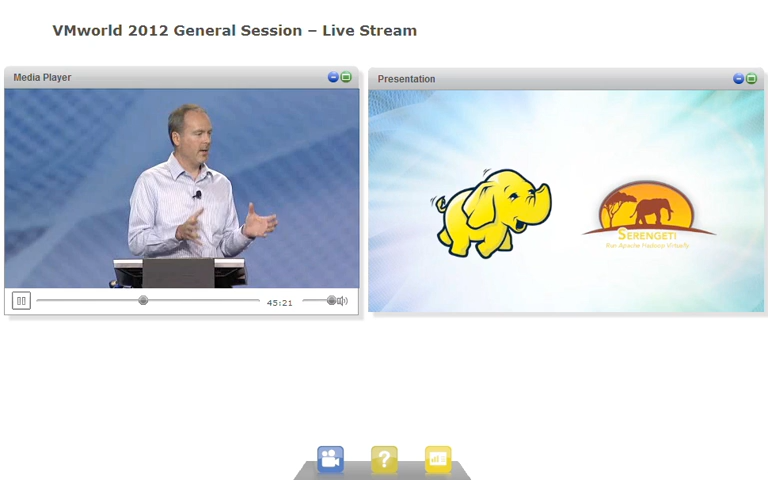 VMworld 2012 General Session – Live Stream
Media Player
Presentation
SERENGETI
Run Apache Hadoop Virtually
45:21
?